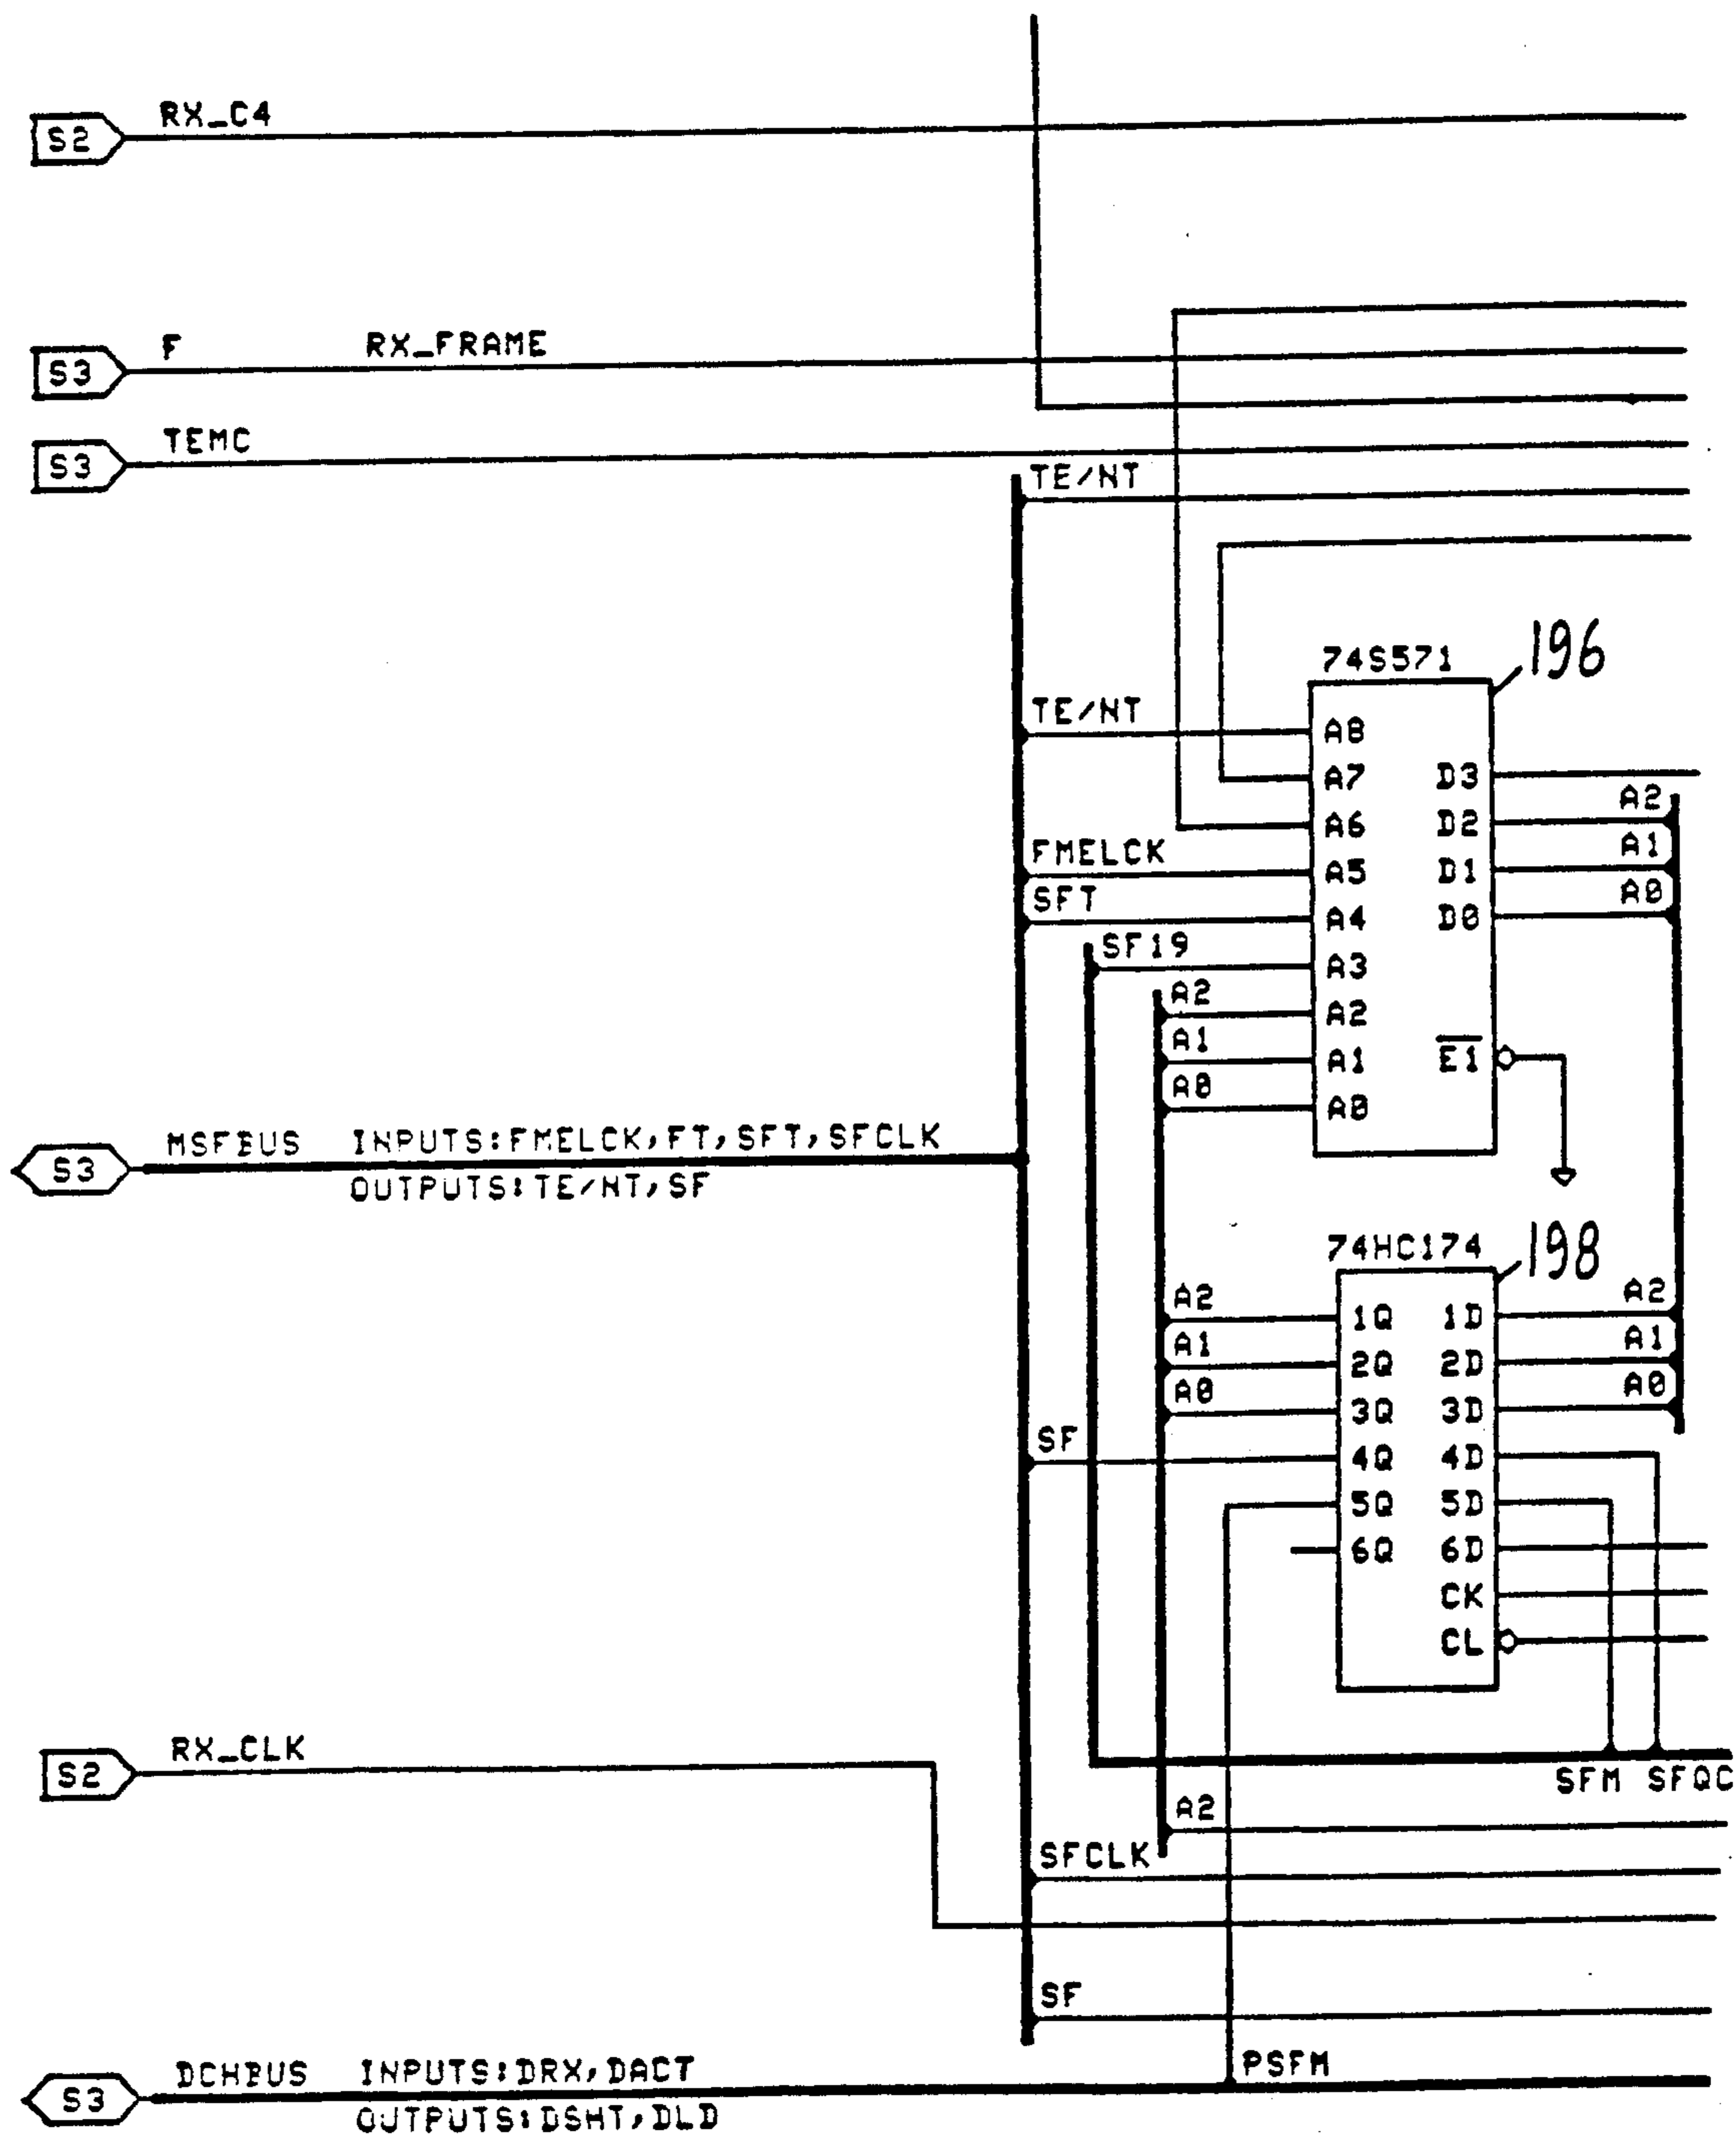 S2 RX_C4
S3 F RX_FRAME
S3 TEMC
TE/NT
74S571 196
TE/NT A8
A7 D3
A6 D2 A2
FMELCK A5 D1 A1
SFT A4 D0 A0
SF19 A3
A2 A2
A1 A1 E1
A0 A0
S3 MSFBUS INPUTS:FMELCK,FT,SFT,SFCLK
OUTPUTS:TE/NT,SF
74HC174 198
A2 1Q 1D A2
A1 2Q 2D A1
A0 3Q 3D A0
SF 4Q 4D
5Q 5D
6Q 6D
CK
CL
S2 RX_CLK
SFM SFQC
A2
SFCLK
SF
PSFM
S3 DCHBUS INPUTS:DRX,DACT
OUTPUTS:DSHT,DLD